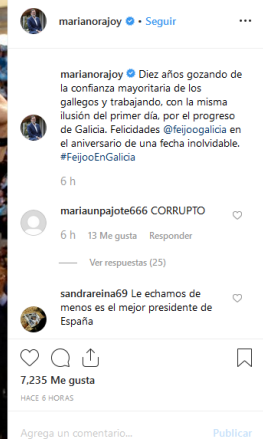 marianorajoy • Seguir
marianorajoy Diez años gozando de
la confianza mayoritaria de los
gallegos y trabajando, con la misma
ilusión del primer día, por el progreso
de Galicia. Felicidades @feijoogalicia en
el aniversario de una fecha inolvidable.
#FeijooEnGalicia
6 h
mariaunpajote666 CORRUPTO
6 h 13 Me gusta Responder
Ver respuestas (25)
sandrareina69 Le echamos de
menos es el mejor presidente de
España
7,235 Me gusta
HACE 6 HORAS
Agrega un comentario... Publicar